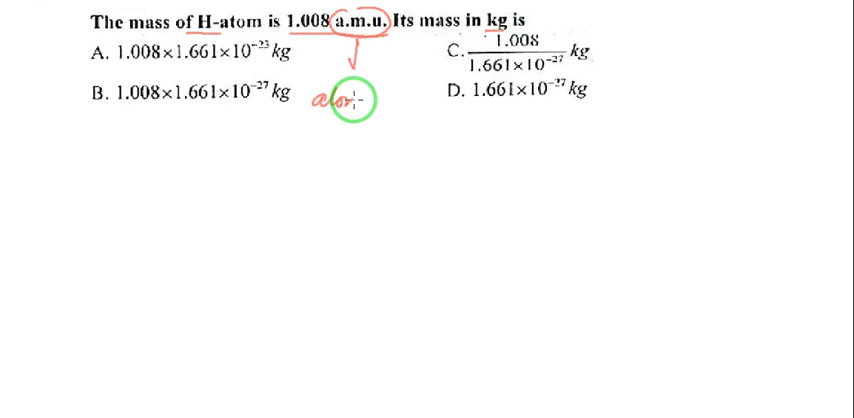 The mass of H-atom is 1.008 a.m.u. Its mass in kg is
A. 1.008×1.661×10⁻²³ kg
C. 1.008 / 1.661×10⁻²⁷ kg
B. 1.008×1.661×10⁻²⁷ kg
D. 1.661×10⁻²⁷ kg